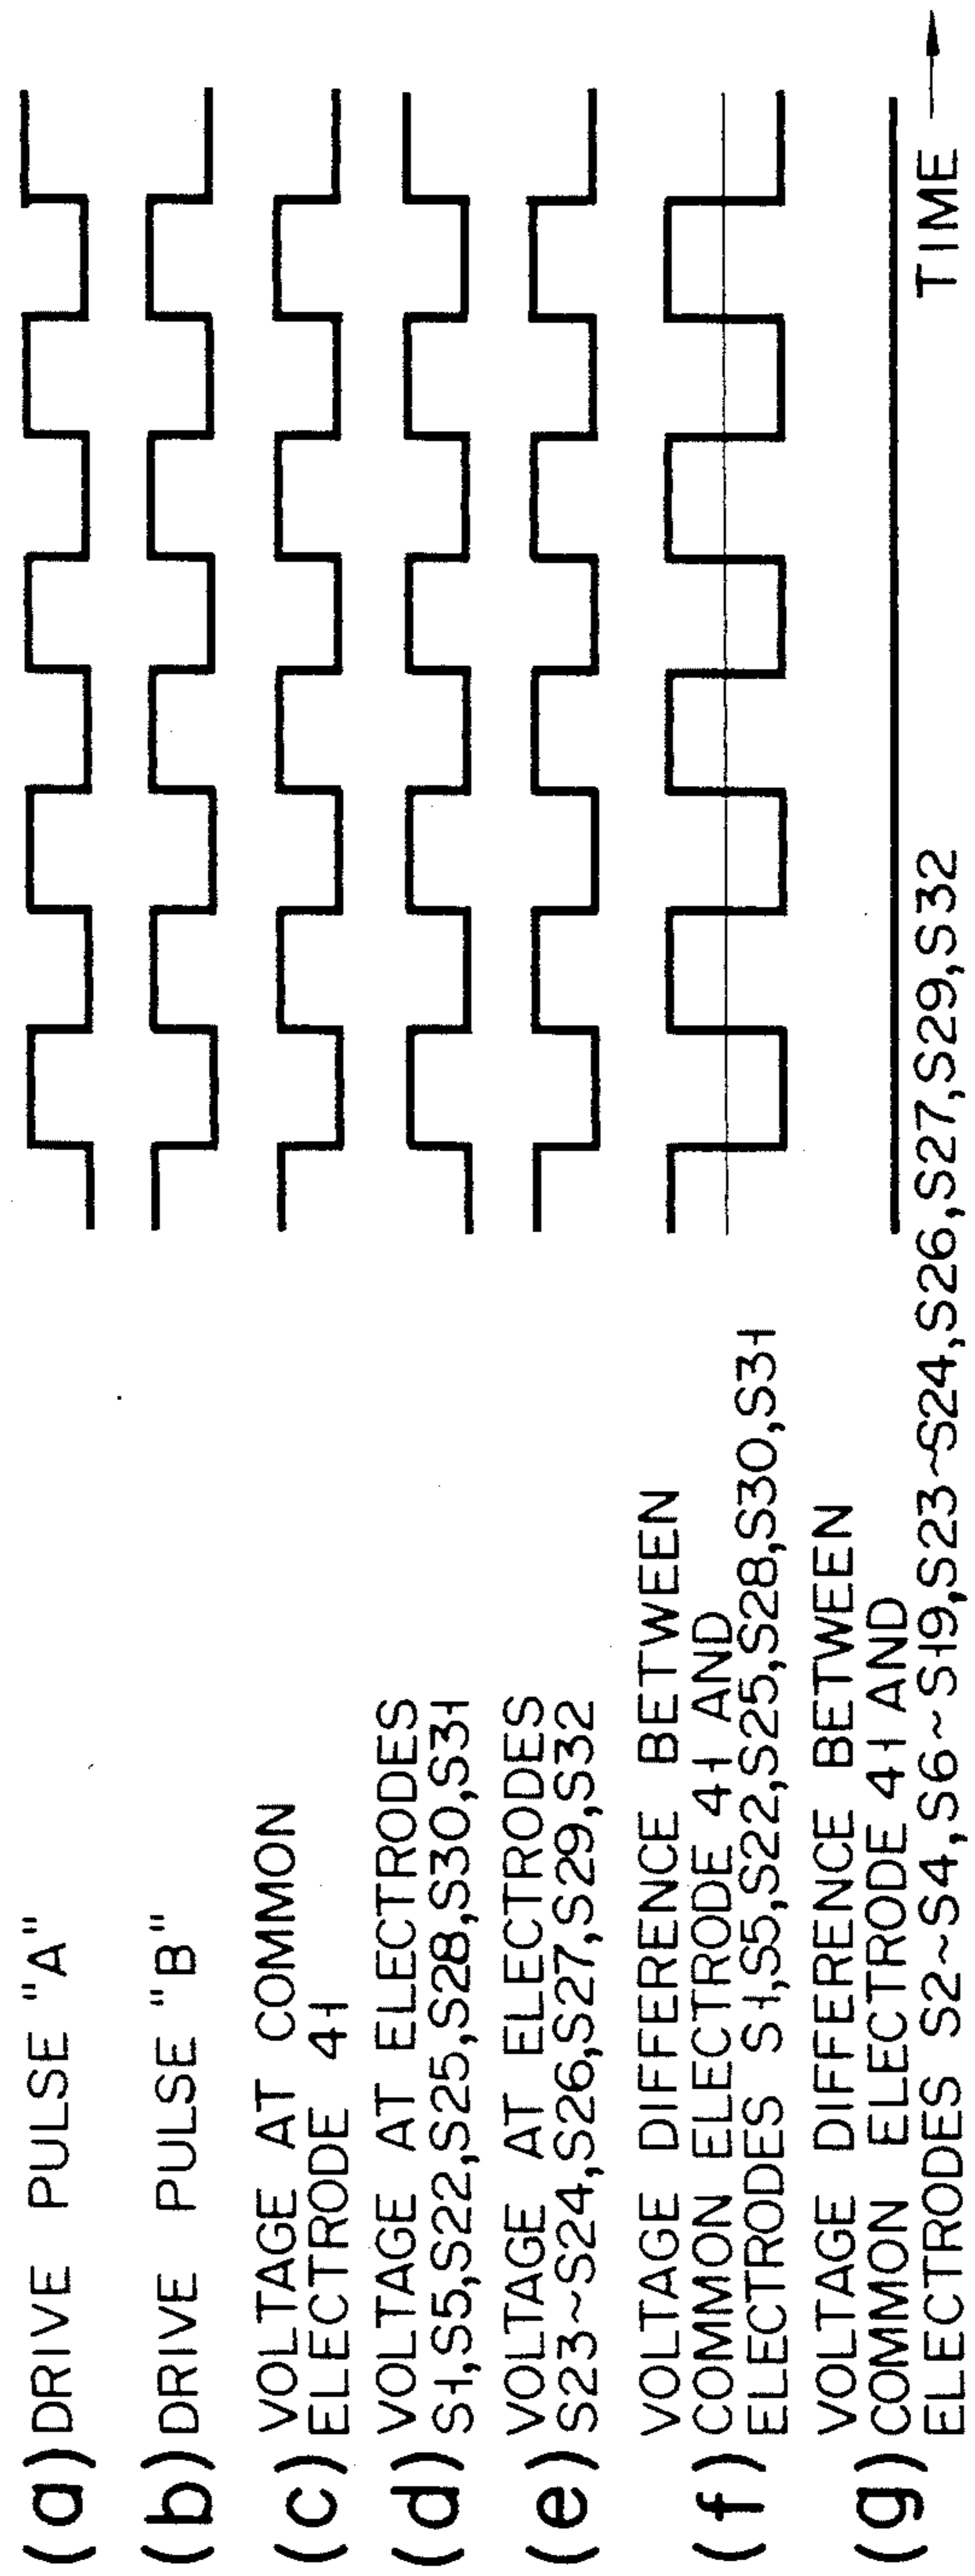 (a) DRIVE PULSE "A"
(b) DRIVE PULSE "B"
(c) VOLTAGE AT COMMON
ELECTRODE 41
(d) VOLTAGE AT ELECTRODES
S1,S5,S22,S25,S28,S30,S31
(e) VOLTAGE AT ELECTRODES
S23~S24,S26,S27,S29,S32
(f) VOLTAGE DIFFERENCE BETWEEN
COMMON ELECTRODE 41 AND
ELECTRODES S1,S5,S22,S25,S28,S30,S31
(g) VOLTAGE DIFFERENCE BETWEEN
COMMON ELECTRODE 41 AND
ELECTRODES S2~S4,S6~S19,S23~S24,S26,S27,S29,S32
TIME